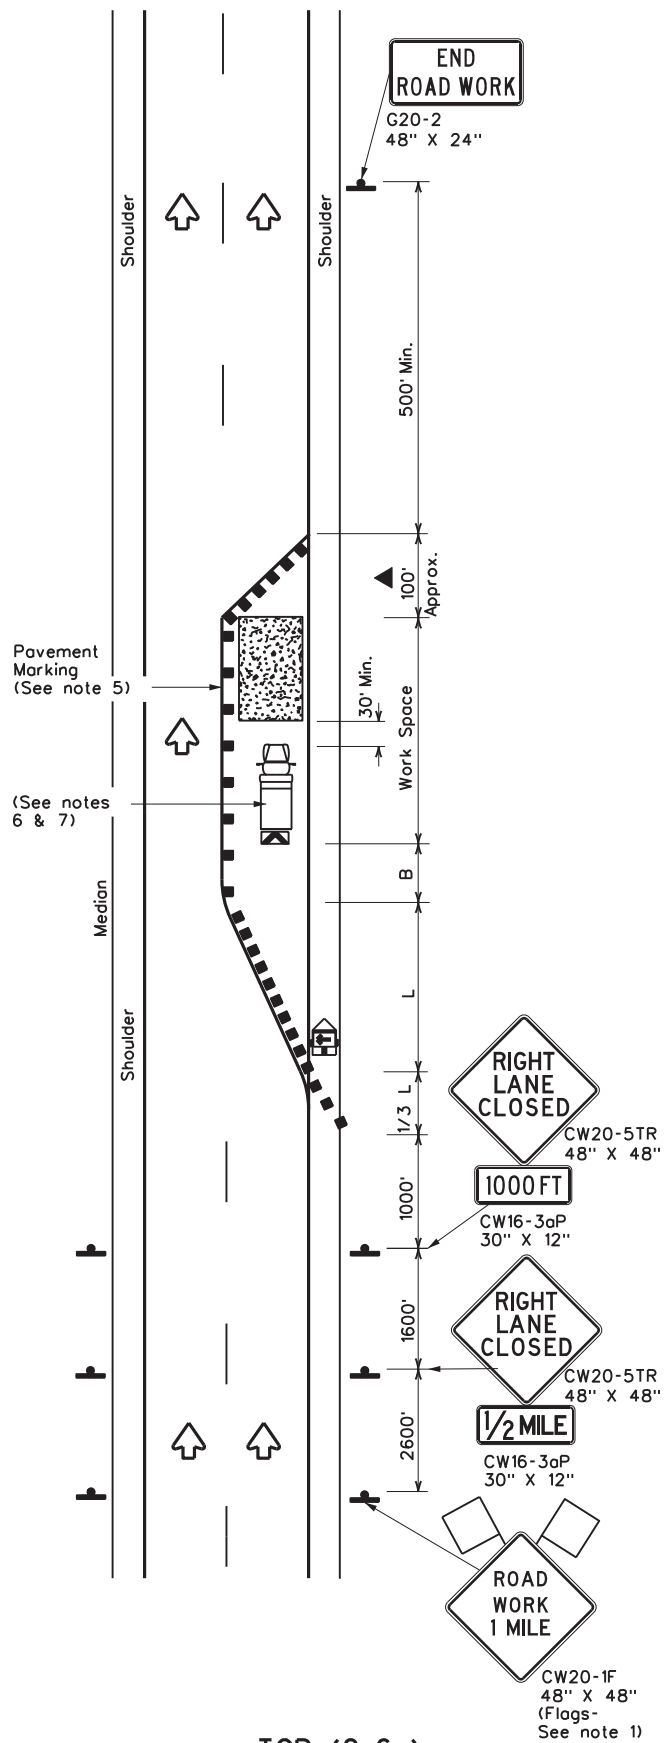 END
ROAD WORK
G20-2
48" X 24"
Shoulder
Shoulder
500' Min.
100'
Approx.
Pavement
Marking
(See note 5)
30' Min.
Work Space
(See notes
6 & 7)
B
Median
L
Shoulder
1/3 L
RIGHT
LANE
CLOSED
CW20-5TR
48" X 48"
1000 FT
CW16-3aP
30" X 12"
1000'
RIGHT
LANE
CLOSED
CW20-5TR
48" X 48"
1600'
1/2 MILE
CW16-3aP
30" X 12"
2600'
ROAD
WORK
1 MILE
CW20-1F
48" X 48"
(Flags-
See note 1)